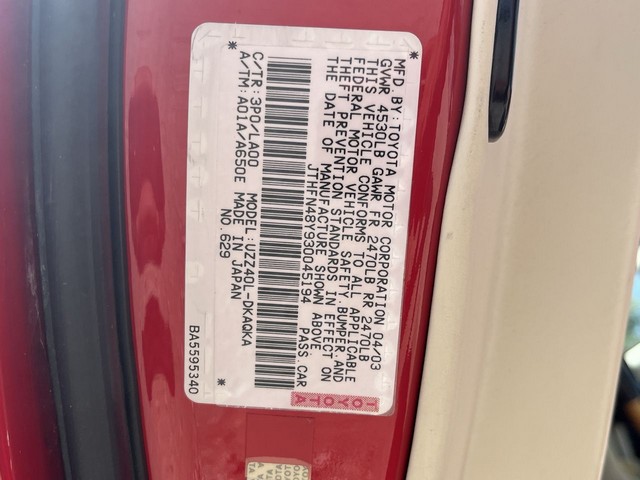 MFD. BY: TOYOTA MOTOR CORPORATION 04/03
GVWR 4530LB GAWR FR 2470LB RR 2470LB
THIS VEHICLE CONFORMS TO ALL APPLICABLE
FEDERAL MOTOR VEHICLE SAFETY, BUMPER, AND
THEFT PREVENTION STANDARDS IN EFFECT ON
THE DATE OF MANUFACTURE SHOWN ABOVE.
JTHFN48Y930045194 PASS. CAR
TOYOTA
C/TR: 3P0/LA00 MODEL: UZZ40L-DKAQKA
A/TM: A01A/A650E MADE IN JAPAN
NO. 629
BA5595340